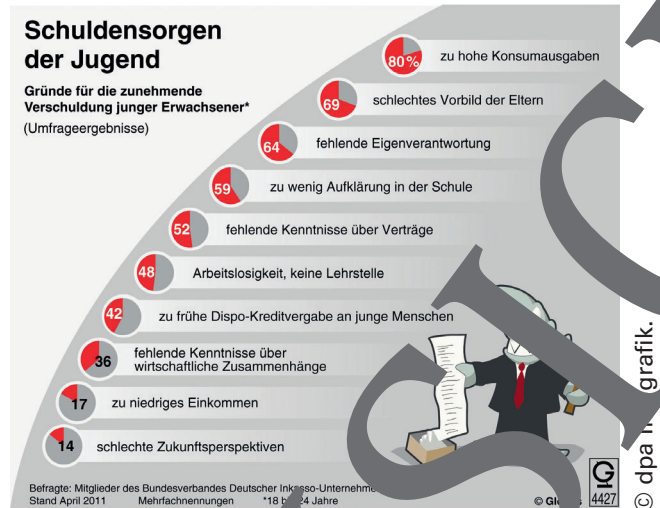 Schuldensorgen
der Jugend
Gründe für die zunehmende
Verschuldung junger Erwachsener*
(Umfrageergebnisse)
80% zu hohe Konsumausgaben
69 schlechtes Vorbild der Eltern
64 fehlende Eigenverantwortung
59 zu wenig Aufklärung in der Schule
52 fehlende Kenntnisse über Verträge
48 Arbeitslosigkeit, keine Lehrstelle
42 zu frühe Dispo-Kreditvergabe an junge Menschen
36 fehlende Kenntnisse über
wirtschaftliche Zusammenhänge
17 zu niedriges Einkommen
14 schlechte Zukunftsperspektiven
Befragte: Mitglieder des Bundesverbandes Deutscher
Stand April 2011 Mehrfachnennungen *18 24 Jahre
©
G
4427
© dpa grafik.